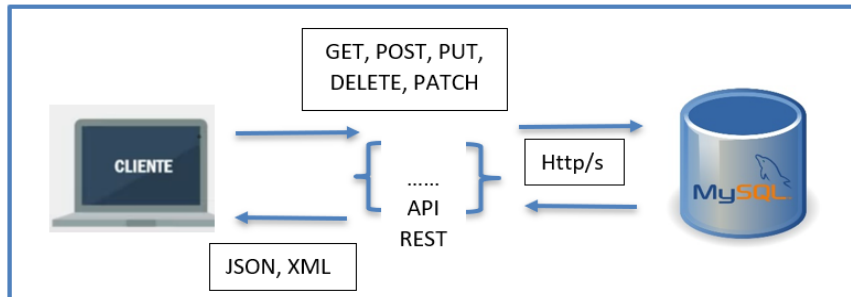 GET, POST, PUT,
DELETE, PATCH
CLIENTE
Http/s
......
API
REST
MySQL
JSON, XML